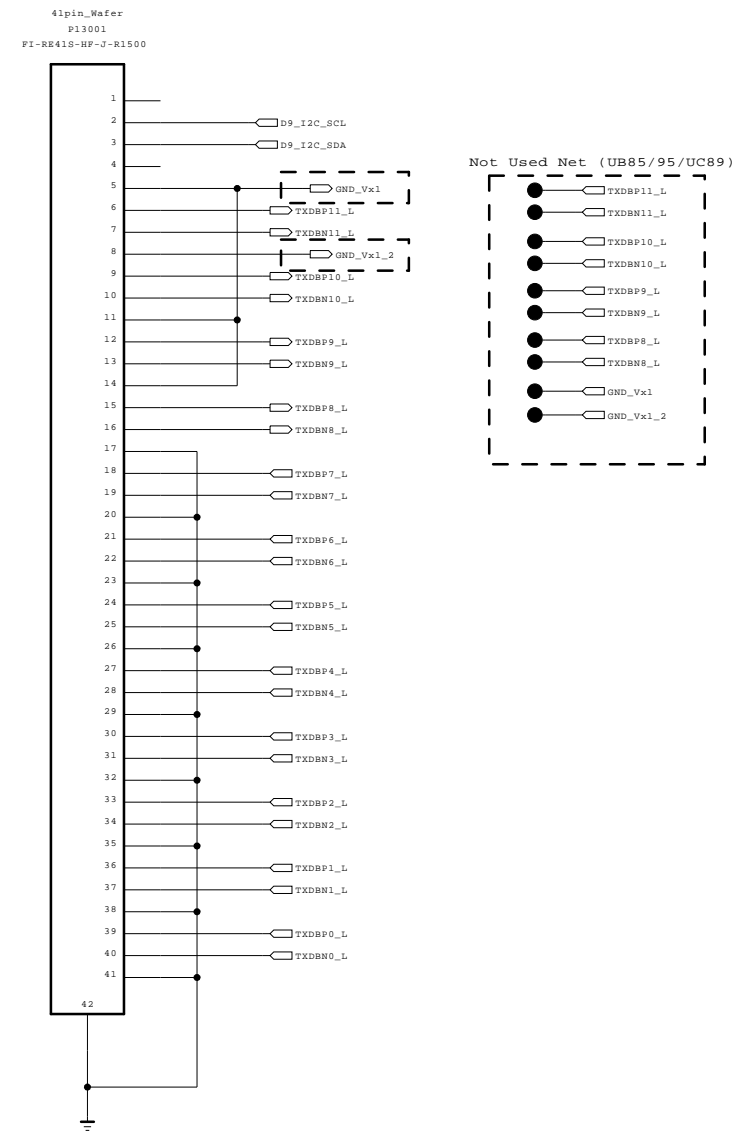 41pin_Wafer
P13001
FI-RE41S-HF-J-R1500
1
2 D9_I2C_SCL
3 D9_I2C_SDA
4
5 GND_Vx1
6 TXDBP11_L
7 TXDBN11_L
8 GND_Vx1_2
9 TXDBP10_L
10 TXDBN10_L
11
12 TXDBP9_L
13 TXDBN9_L
14
15 TXDBP8_L
16 TXDBN8_L
17
18 TXDBP7_L
19 TXDBN7_L
20
21 TXDBP6_L
22 TXDBN6_L
23
24 TXDBP5_L
25 TXDBN5_L
26
27 TXDBP4_L
28 TXDBN4_L
29
30 TXDBP3_L
31 TXDBN3_L
32
33 TXDBP2_L
34 TXDBN2_L
35
36 TXDBP1_L
37 TXDBN1_L
38
39 TXDBP0_L
40 TXDBN0_L
41
42
Not Used Net (UB85/95/UC89)
TXDBP11_L
TXDBN11_L
TXDBP10_L
TXDBN10_L
TXDBP9_L
TXDBN9_L
TXDBP8_L
TXDBN8_L
GND_Vx1
GND_Vx1_2